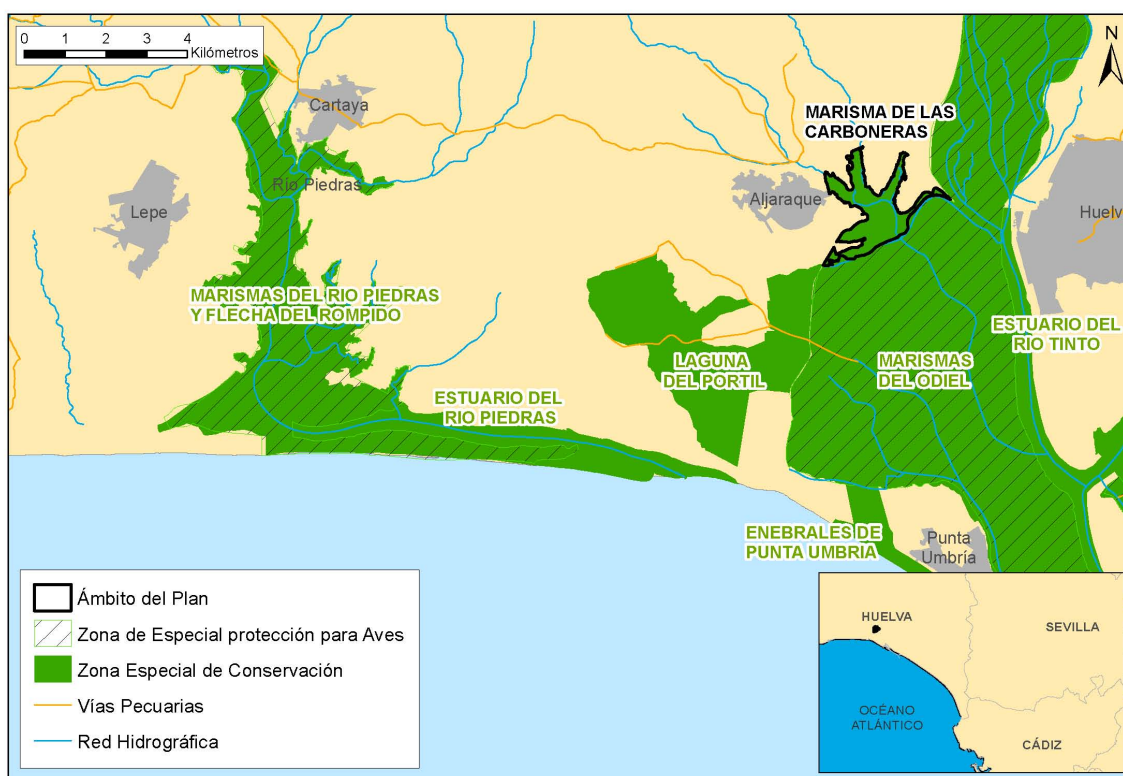 0 1 2 3 4
Kilómetros
N
Cartaya
MARISMA DE LAS
CARBONERAS
Río Piedras
Lepe
Aljaraque
Huelv
MARISMAS DEL RIO PIEDRAS
Y FLECHA DEL ROMPIDO
ESTUARIO DEL
RIO TINTO
LAGUNA
DEL PORTIL
MARISMAS
DEL ODIEL
ESTUARIO DEL
RIO PIEDRAS
ENEBRALES DE
PUNTA UMBRIA
Punta
Umbría
Ámbito del Plan
Zona de Especial protección para Aves
Zona Especial de Conservación
Vías Pecuarias
Red Hidrográfica
HUELVA
SEVILLA
OCÉANO
ATLÁNTICO
CÁDIZ